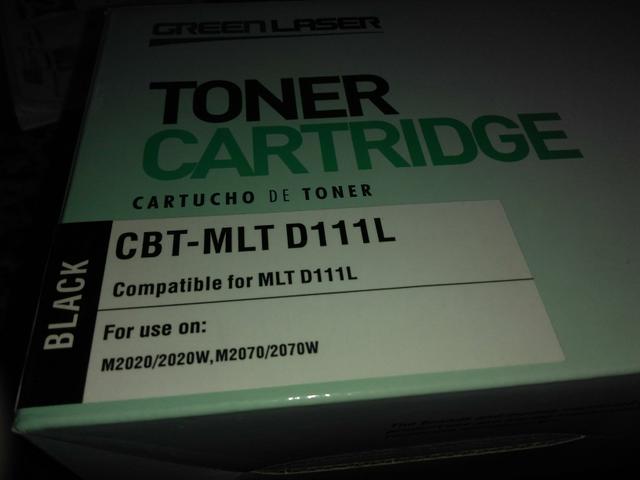 GREEN LASER
TONER
CARTRIDGE
CARTUCHO DE TONER
BLACK
CBT-MLT D111L
Compatible for MLT D111L
For use on:
M2020/2020W,M2070/2070W